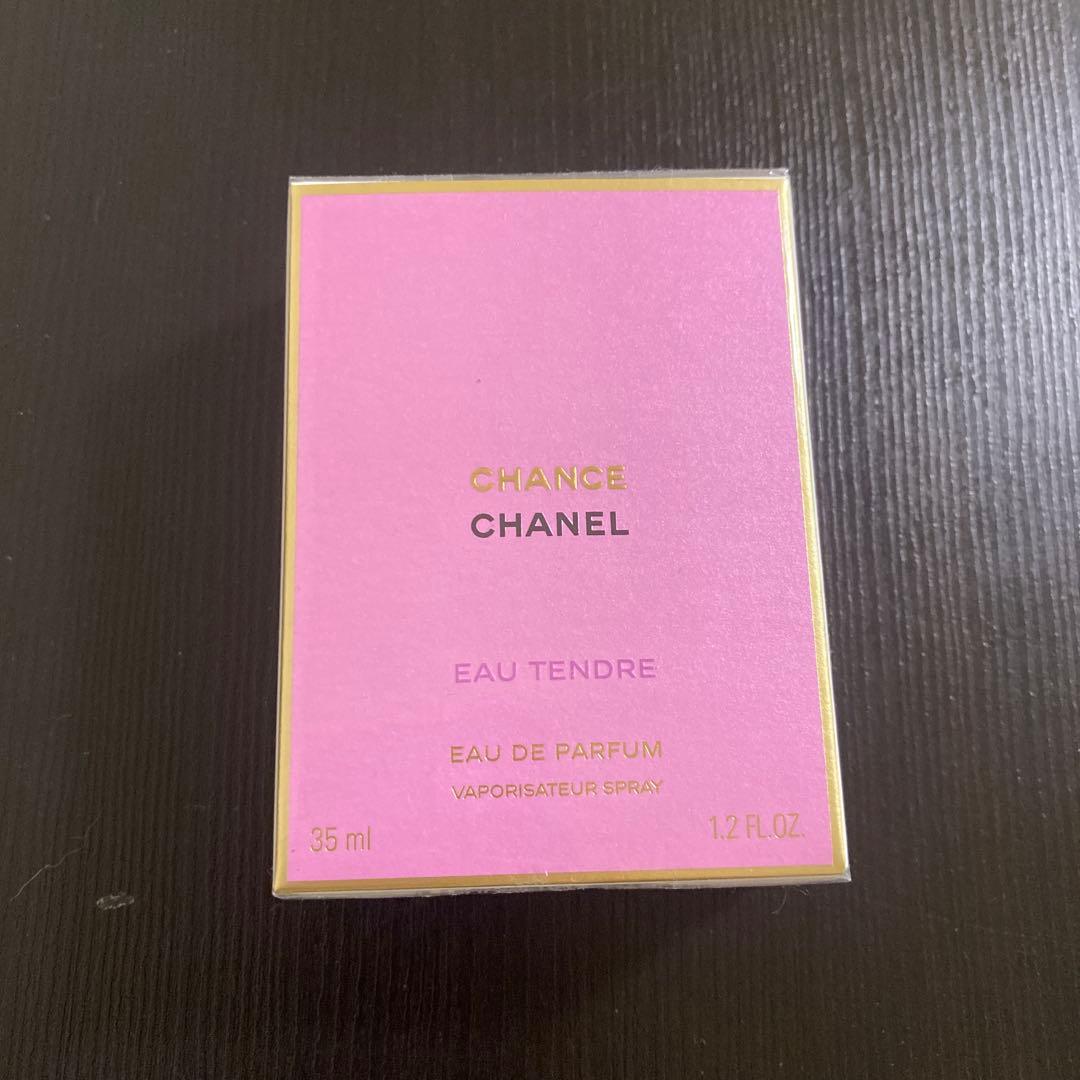 CHANCE
CHANEL
EAU TENDRE
EAU DE PARFUM
VAPORISATEUR SPRAY
35 ml
1.2 FL.OZ.